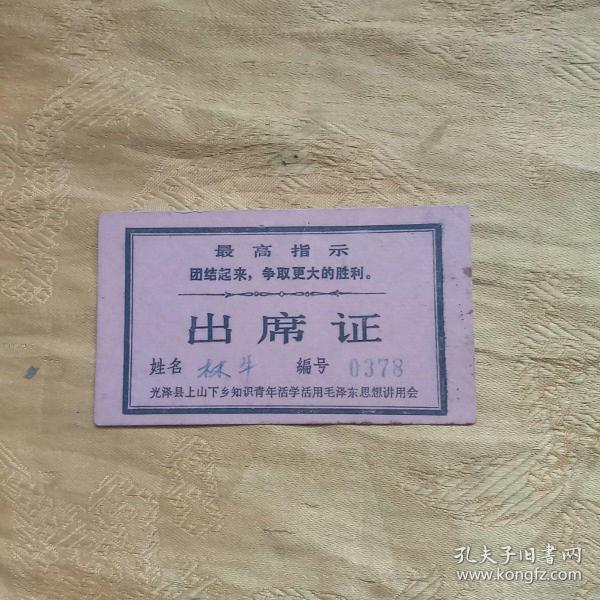 最高指示
团结起来，争取更大的胜利。
出席证
姓名 林斗 编号 0378
光泽县上山下乡知识青年活学活用毛泽东思想讲用会
孔夫子旧书网
www.kongfz.com